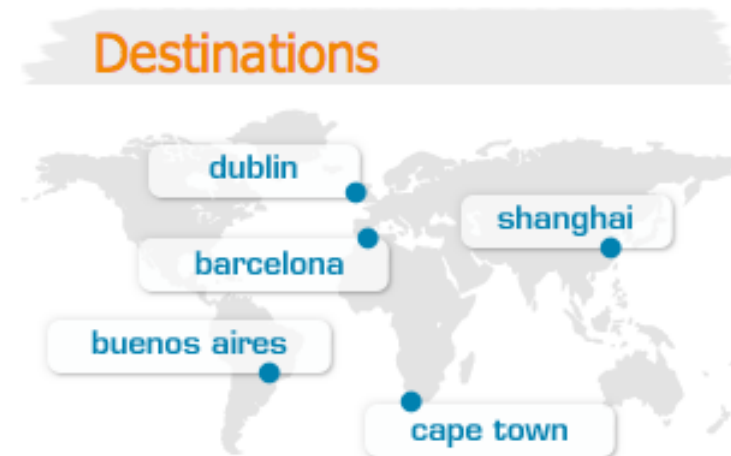 Destinations
dublin
shanghai
barcelona
buenos aires
cape town